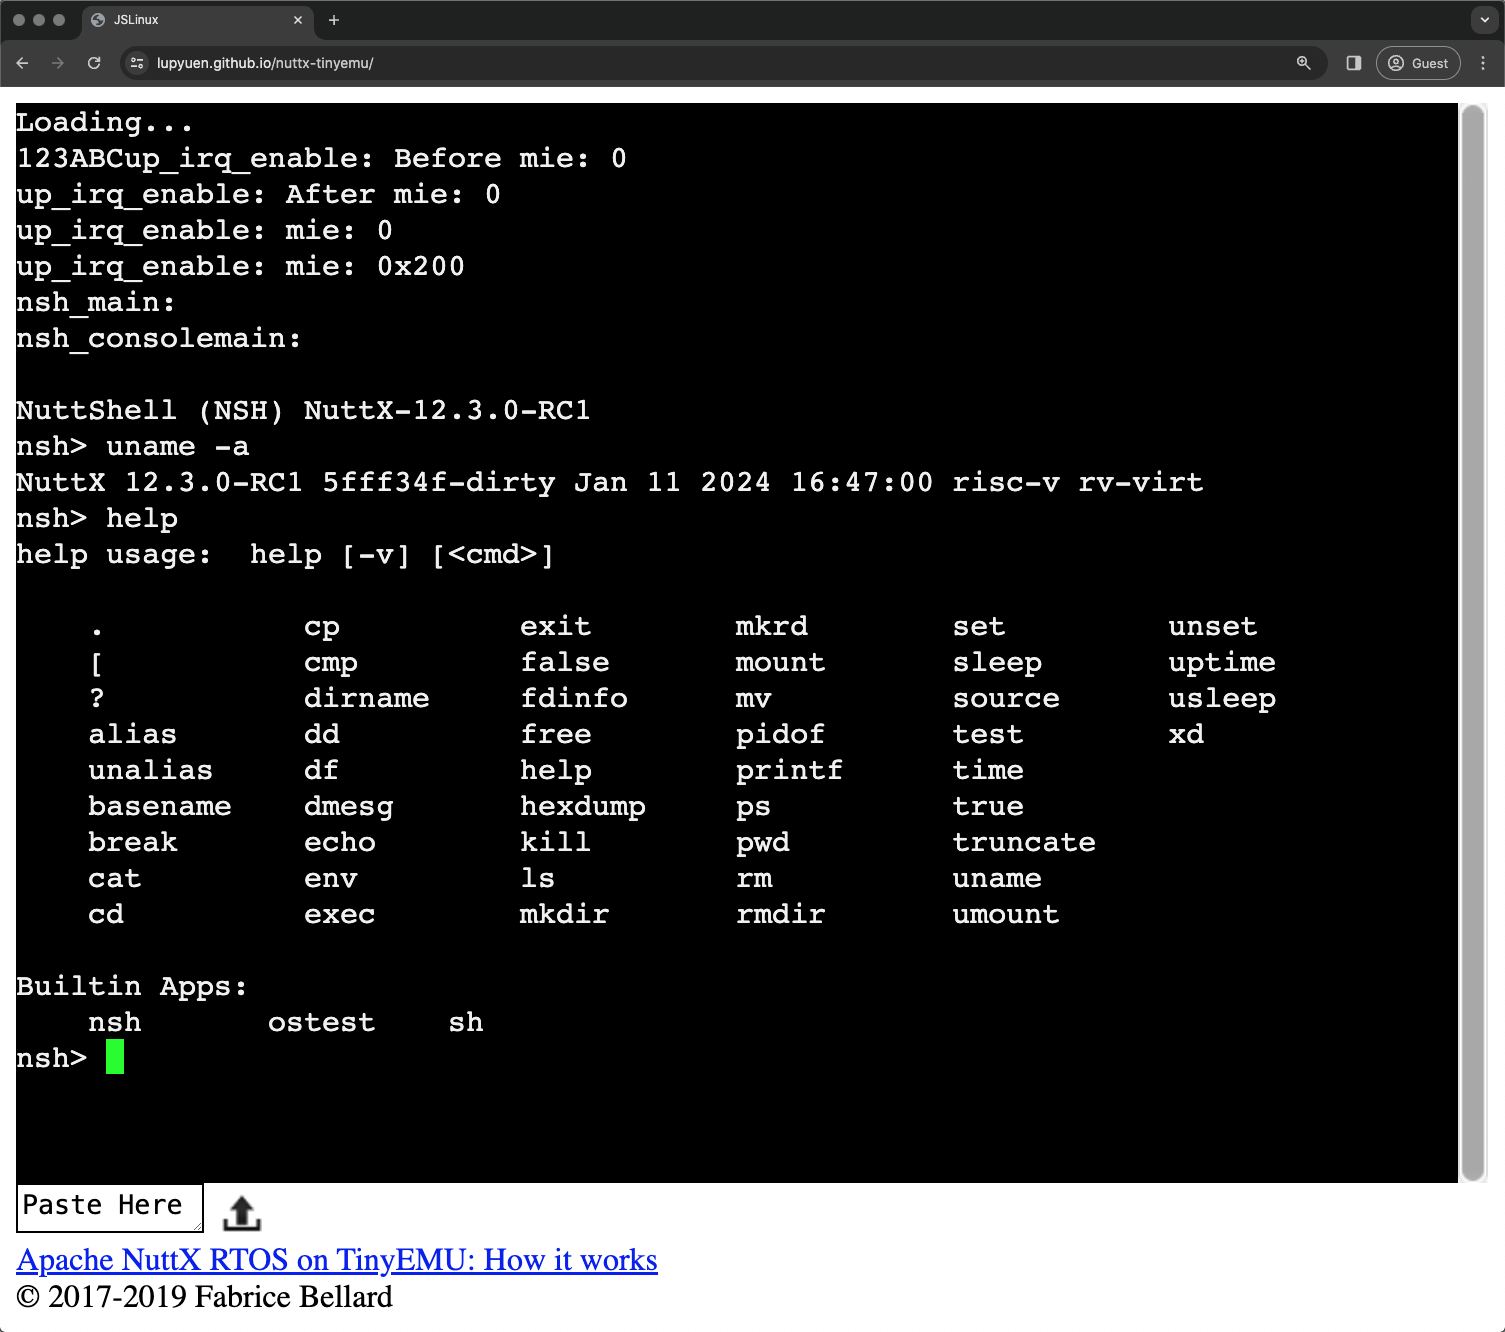 JSLinux
lupyuen.github.io/nuttx-tinyemu/
Guest
Loading...
123ABCup_irq_enable: Before mie: 0
up_irq_enable: After mie: 0
up_irq_enable: mie: 0
up_irq_enable: mie: 0x200
nsh_main:
nsh_consolemain:
NuttShell (NSH) NuttX-12.3.0-RC1
nsh> uname -a
NuttX 12.3.0-RC1 5fff34f-dirty Jan 11 2024 16:47:00 risc-v rv-virt
nsh> help
help usage:  help [-v] [<cmd>]
.           cp          exit        mkrd        set         unset
[           cmp         false       mount       sleep       uptime
?           dirname     fdinfo      mv          source      usleep
alias       dd          free        pidof       test        xd
unalias     df          help        printf      time
basename    dmesg       hexdump     ps          true
break       echo        kill        pwd         truncate
cat         env         ls          rm          uname
cd          exec        mkdir       rmdir       umount
Builtin Apps:
nsh       ostest    sh
nsh>
Paste Here
Apache NuttX RTOS on TinyEMU: How it works
© 2017-2019 Fabrice Bellard